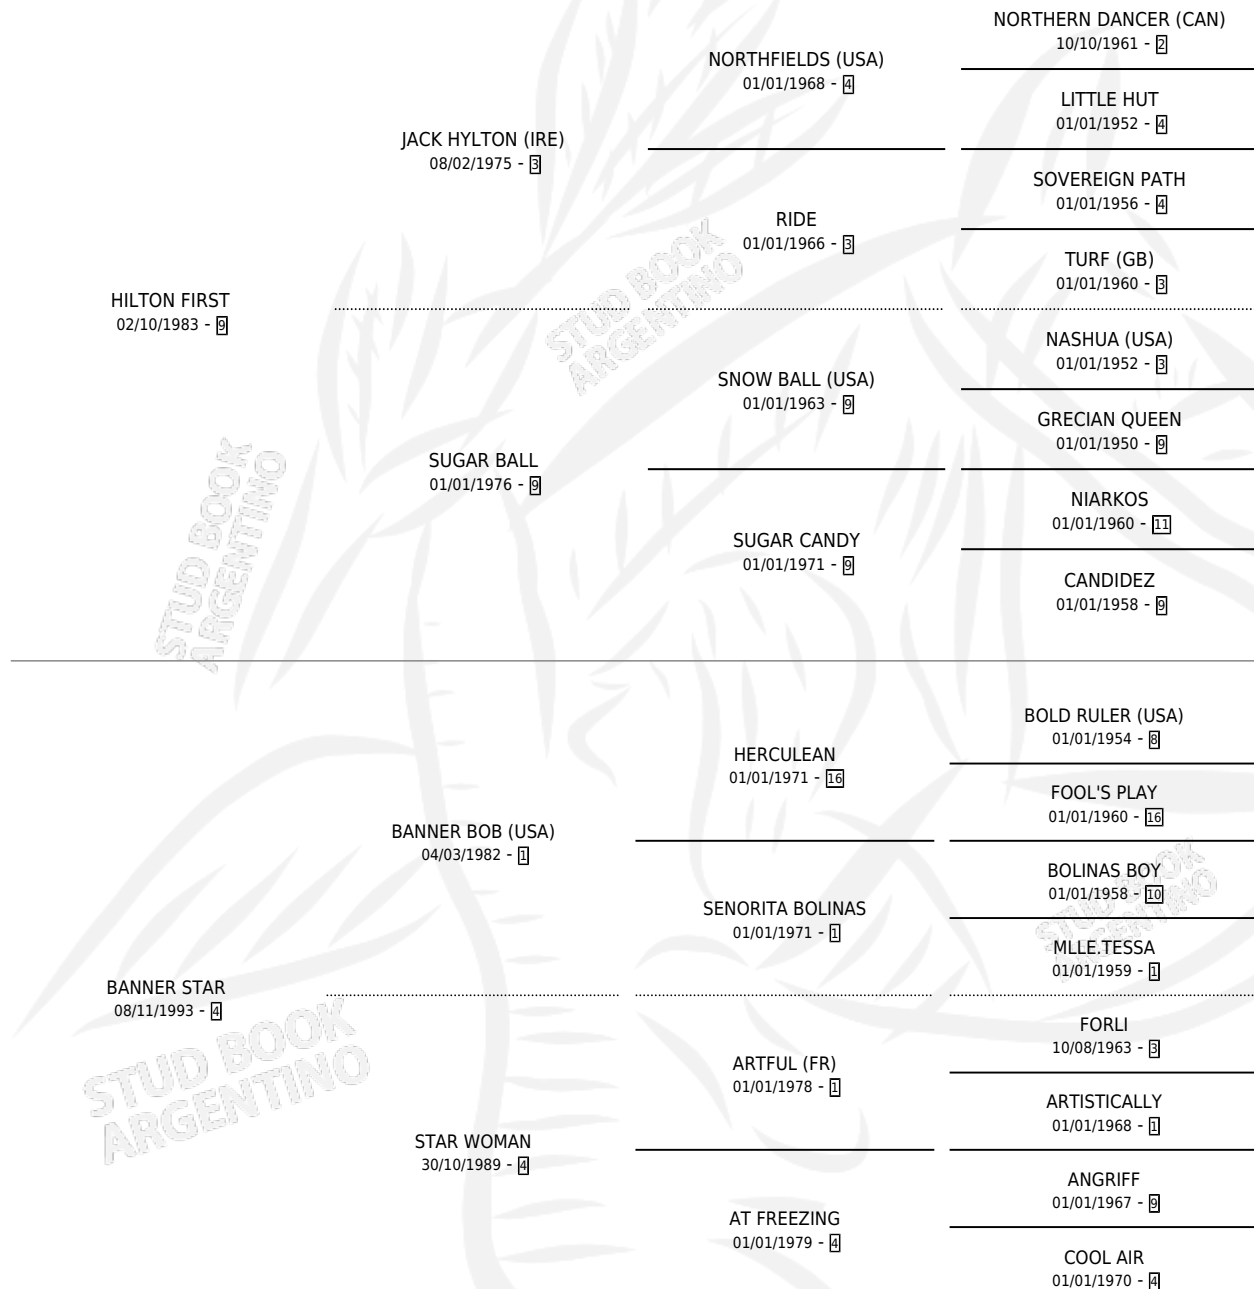 NORTHERN DANCER (CAN)
10/10/1961 - 2
NORTHFIELDS (USA)
01/01/1968 - 4
LITTLE HUT
01/01/1952 - 4
JACK HYLTON (IRE)
08/02/1975 - 3
SOVEREIGN PATH
01/01/1956 - 4
RIDE
01/01/1966 - 3
TURF (GB)
01/01/1960 - 3
HILTON FIRST
02/10/1983 - 9
STUD BOOK
ARGENTINO
NASHUA (USA)
01/01/1952 - 3
SNOW BALL (USA)
01/01/1963 - 9
GRECIAN QUEEN
01/01/1950 - 9
SUGAR BALL
01/01/1976 - 9
NIARKOS
01/01/1960 - 11
SUGAR CANDY
01/01/1971 - 9
CANDIDEZ
01/01/1958 - 9
STUD BOOK
ARGENTINO
BOLD RULER (USA)
01/01/1954 - 8
HERCULEAN
01/01/1971 - 16
FOOL'S PLAY
01/01/1960 - 16
BANNER BOB (USA)
04/03/1982 - 1
BOLINAS BOY
01/01/1958 - 10
SENORITA BOLINAS
01/01/1971 - 1
MLLE.TESSA
01/01/1959 - 1
STUD BOOK
ARGENTINO
BANNER STAR
08/11/1993 - 4
FORLI
10/08/1963 - 3
ARTFUL (FR)
01/01/1978 - 1
ARTISTICALLY
01/01/1968 - 1
STUD BOOK
ARGENTINO
STAR WOMAN
30/10/1989 - 4
ANGRIFF
01/01/1967 - 9
AT FREEZING
01/01/1979 - 4
COOL AIR
01/01/1970 - 4